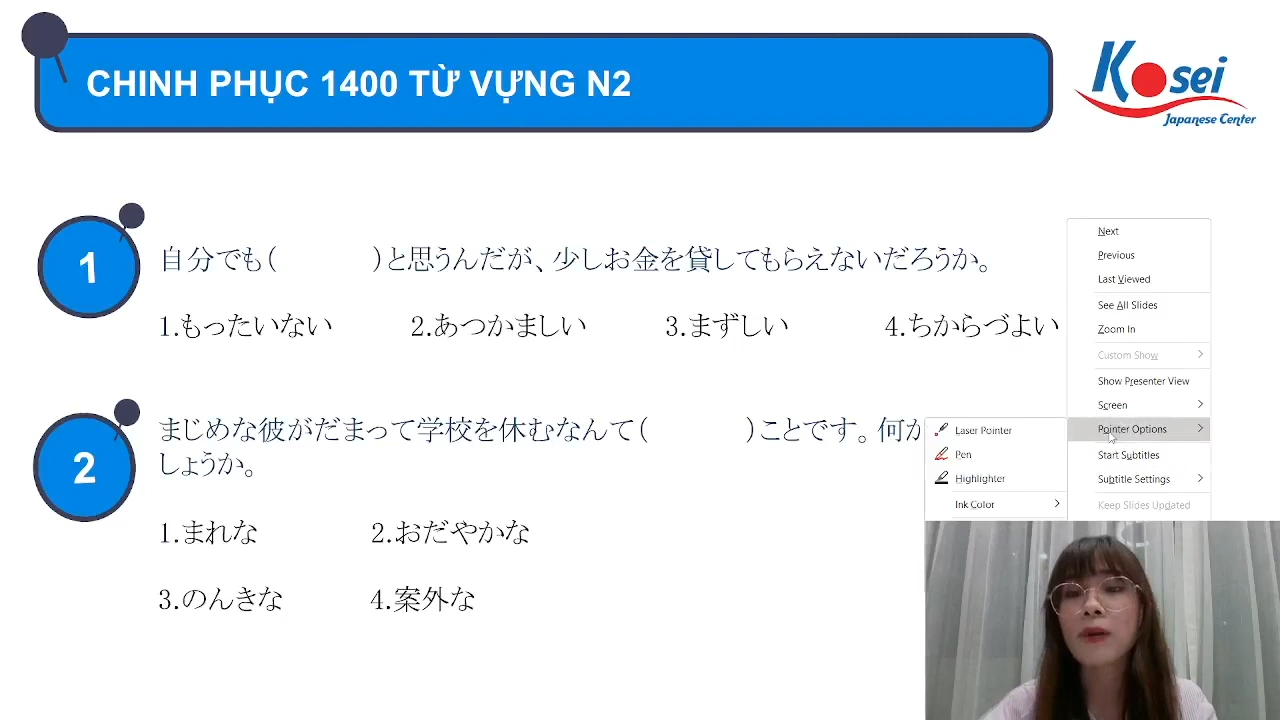 CHINH PHỤC 1400 TỪ VỰNG N2
Kosei
Japanese Center
1
自分でも(　　　)と思うんだが、少しお金を貸してもらえないだろうか。
1.もったいない　2.あつかましい　3.まずしい　4.ちからづよい
2
まじめな彼がだまって学校を休むなんて(　　　)ことです。何か
しょうか。
1.まれな　2.おだやかな
3.のんきな　4.案外な
Next
Previous
Last Viewed
See All Slides
Zoom In
Custom Show
Show Presenter View
Screen
Pointer Options
Start Subtitles
Subtitle Settings
Keep Slides Updated
Laser Pointer
Pen
Highlighter
Ink Color